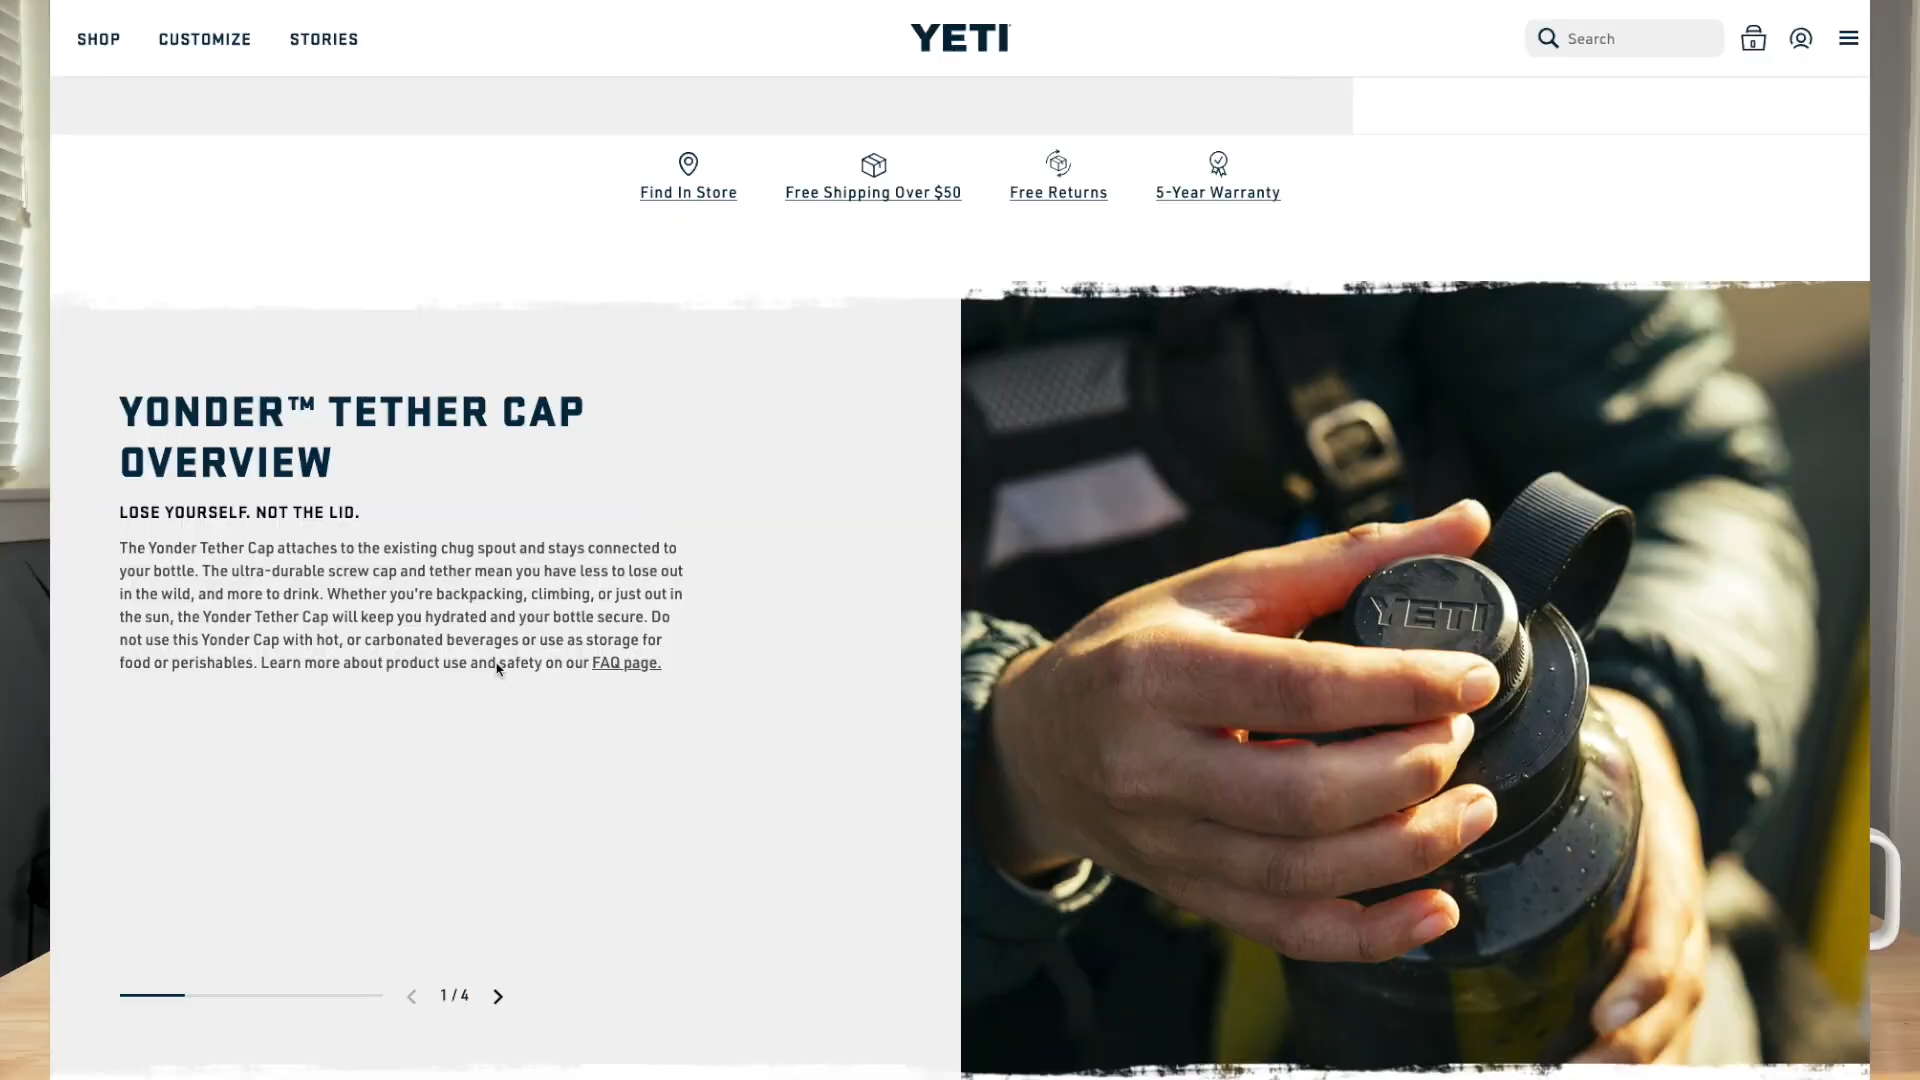 SHOP CUSTOMIZE STORIES YETI Search 0
Find In Store Free Shipping Over $50 Free Returns 5-Year Warranty
YONDER™ TETHER CAP
OVERVIEW
LOSE YOURSELF. NOT THE LID.
The Yonder Tether Cap attaches to the existing chug spout and stays connected to
your bottle. The ultra-durable screw cap and tether mean you have less to lose out
in the wild, and more to drink. Whether you're backpacking, climbing, or just out in
the sun, the Yonder Tether Cap will keep you hydrated and your bottle secure. Do
not use this Yonder Cap with hot, or carbonated beverages or use as storage for
food or perishables. Learn more about product use and safety on our FAQ page.
YETI
1 / 4